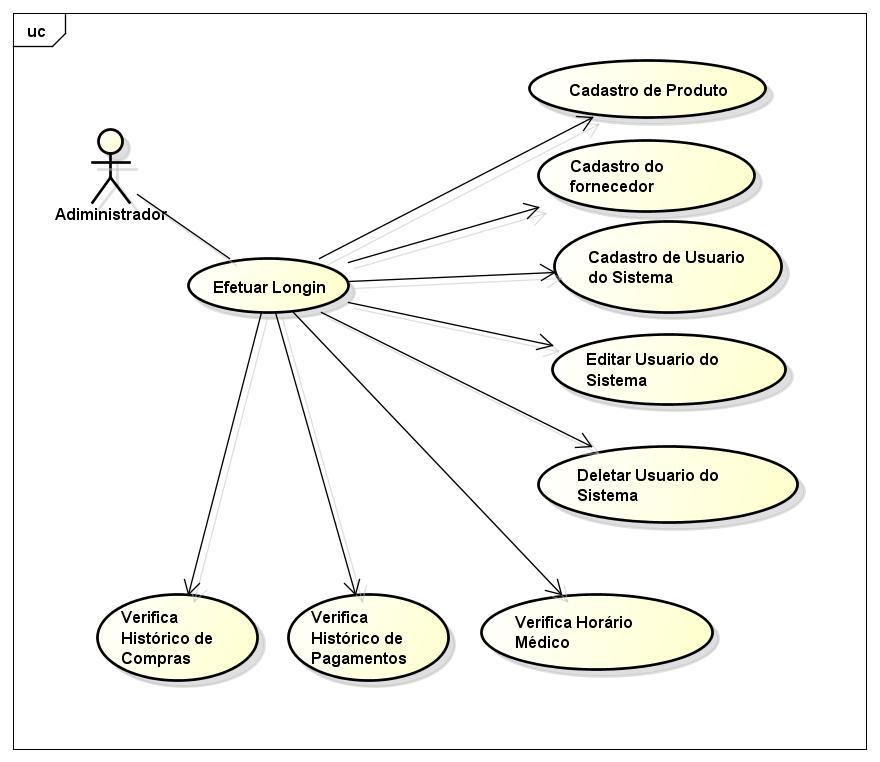 uc
Cadastro de Produto
Adiministrador
Cadastro do
fornecedor
Efetuar Longin
Cadastro de Usuario
do Sistema
Editar Usuario do
Sistema
Deletar Usuario do
Sistema
Verifica
Histórico de
Compras
Verifica
Histórico de
Pagamentos
Verifica Horário
Médico